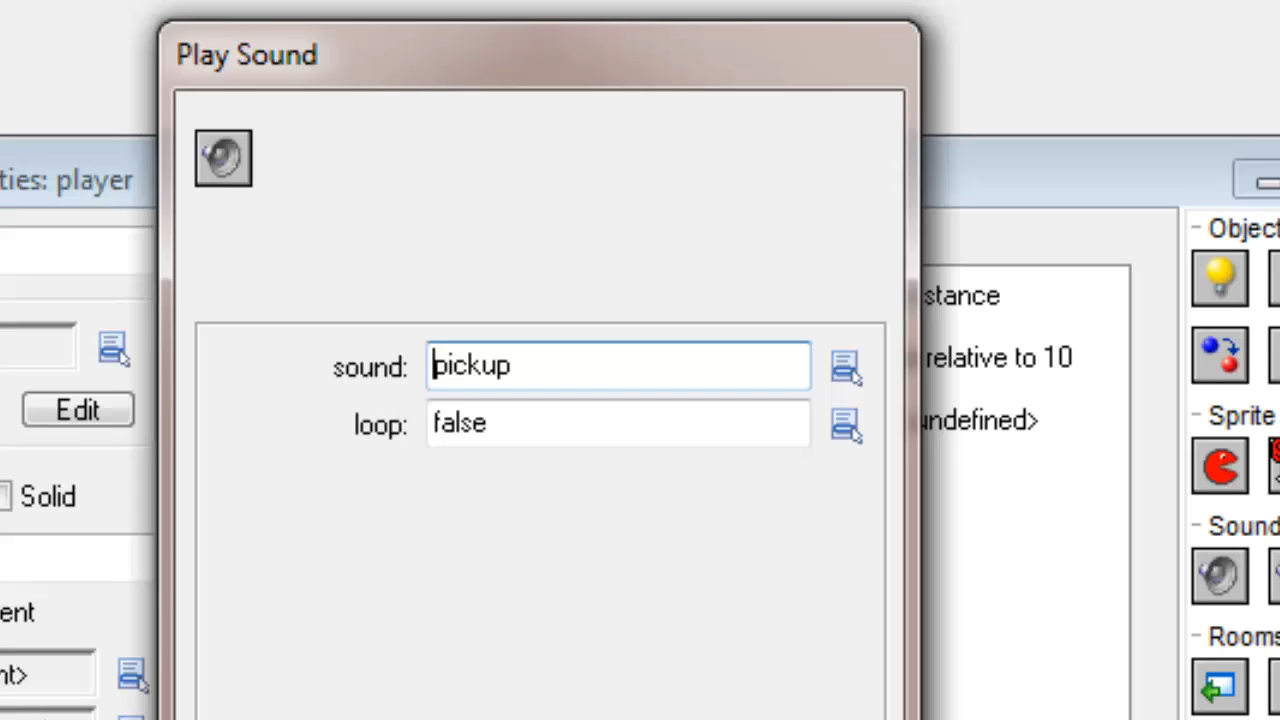 Play Sound
ties: player
Object
stance
sound: pickup
relative to 10
Edit
loop: false
undefined>
Sprite
Solid
Sound
ent
Rooms
nt>